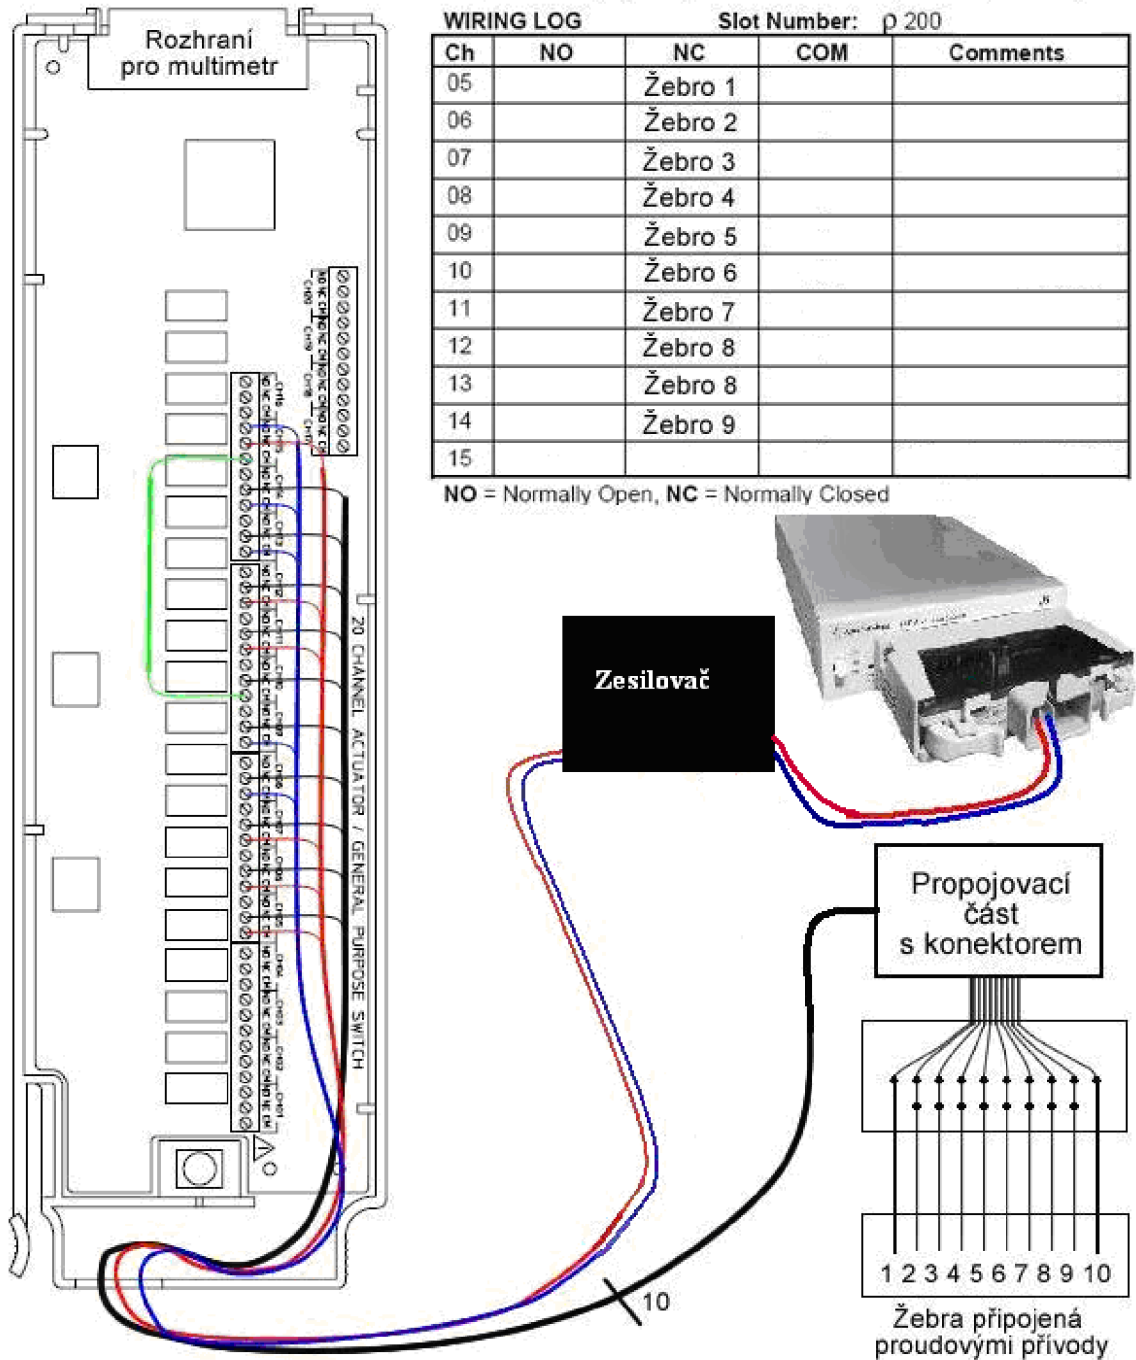 Rozhraní
pro multimetr
WIRING LOG Slot Number: ρ 200
Ch NO NC COM Comments
05 Žebro 1
06 Žebro 2
07 Žebro 3
08 Žebro 4
09 Žebro 5
10 Žebro 6
11 Žebro 7
12 Žebro 8
13 Žebro 8
14 Žebro 9
15
NO = Normally Open, NC = Normally Closed
20 CHANNEL ACTUATOR / GENERAL PURPOSE SWITCH
Zesilovač
Propojovací
část
s konektorem
1 2 3 4 5 6 7 8 9 10
Žebra připojená
proudovými přívody
10